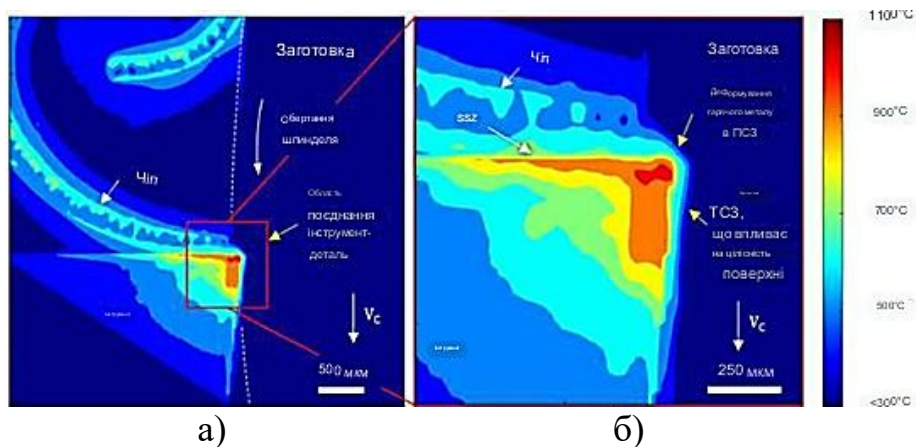 Заготовка
Обертання
шпинделя
Чіп
Область
поєднання
інструмент-
деталь
Vc
500 мкм
а)
Заготовка
Чіп
ssz
Деформування
гарячого металу
в ПСЗ
ТСЗ,
що впливає
на цілісність
поверхні
Vc
250 мкм
б)
1100°C
900°C
700°C
500°C
<300°C